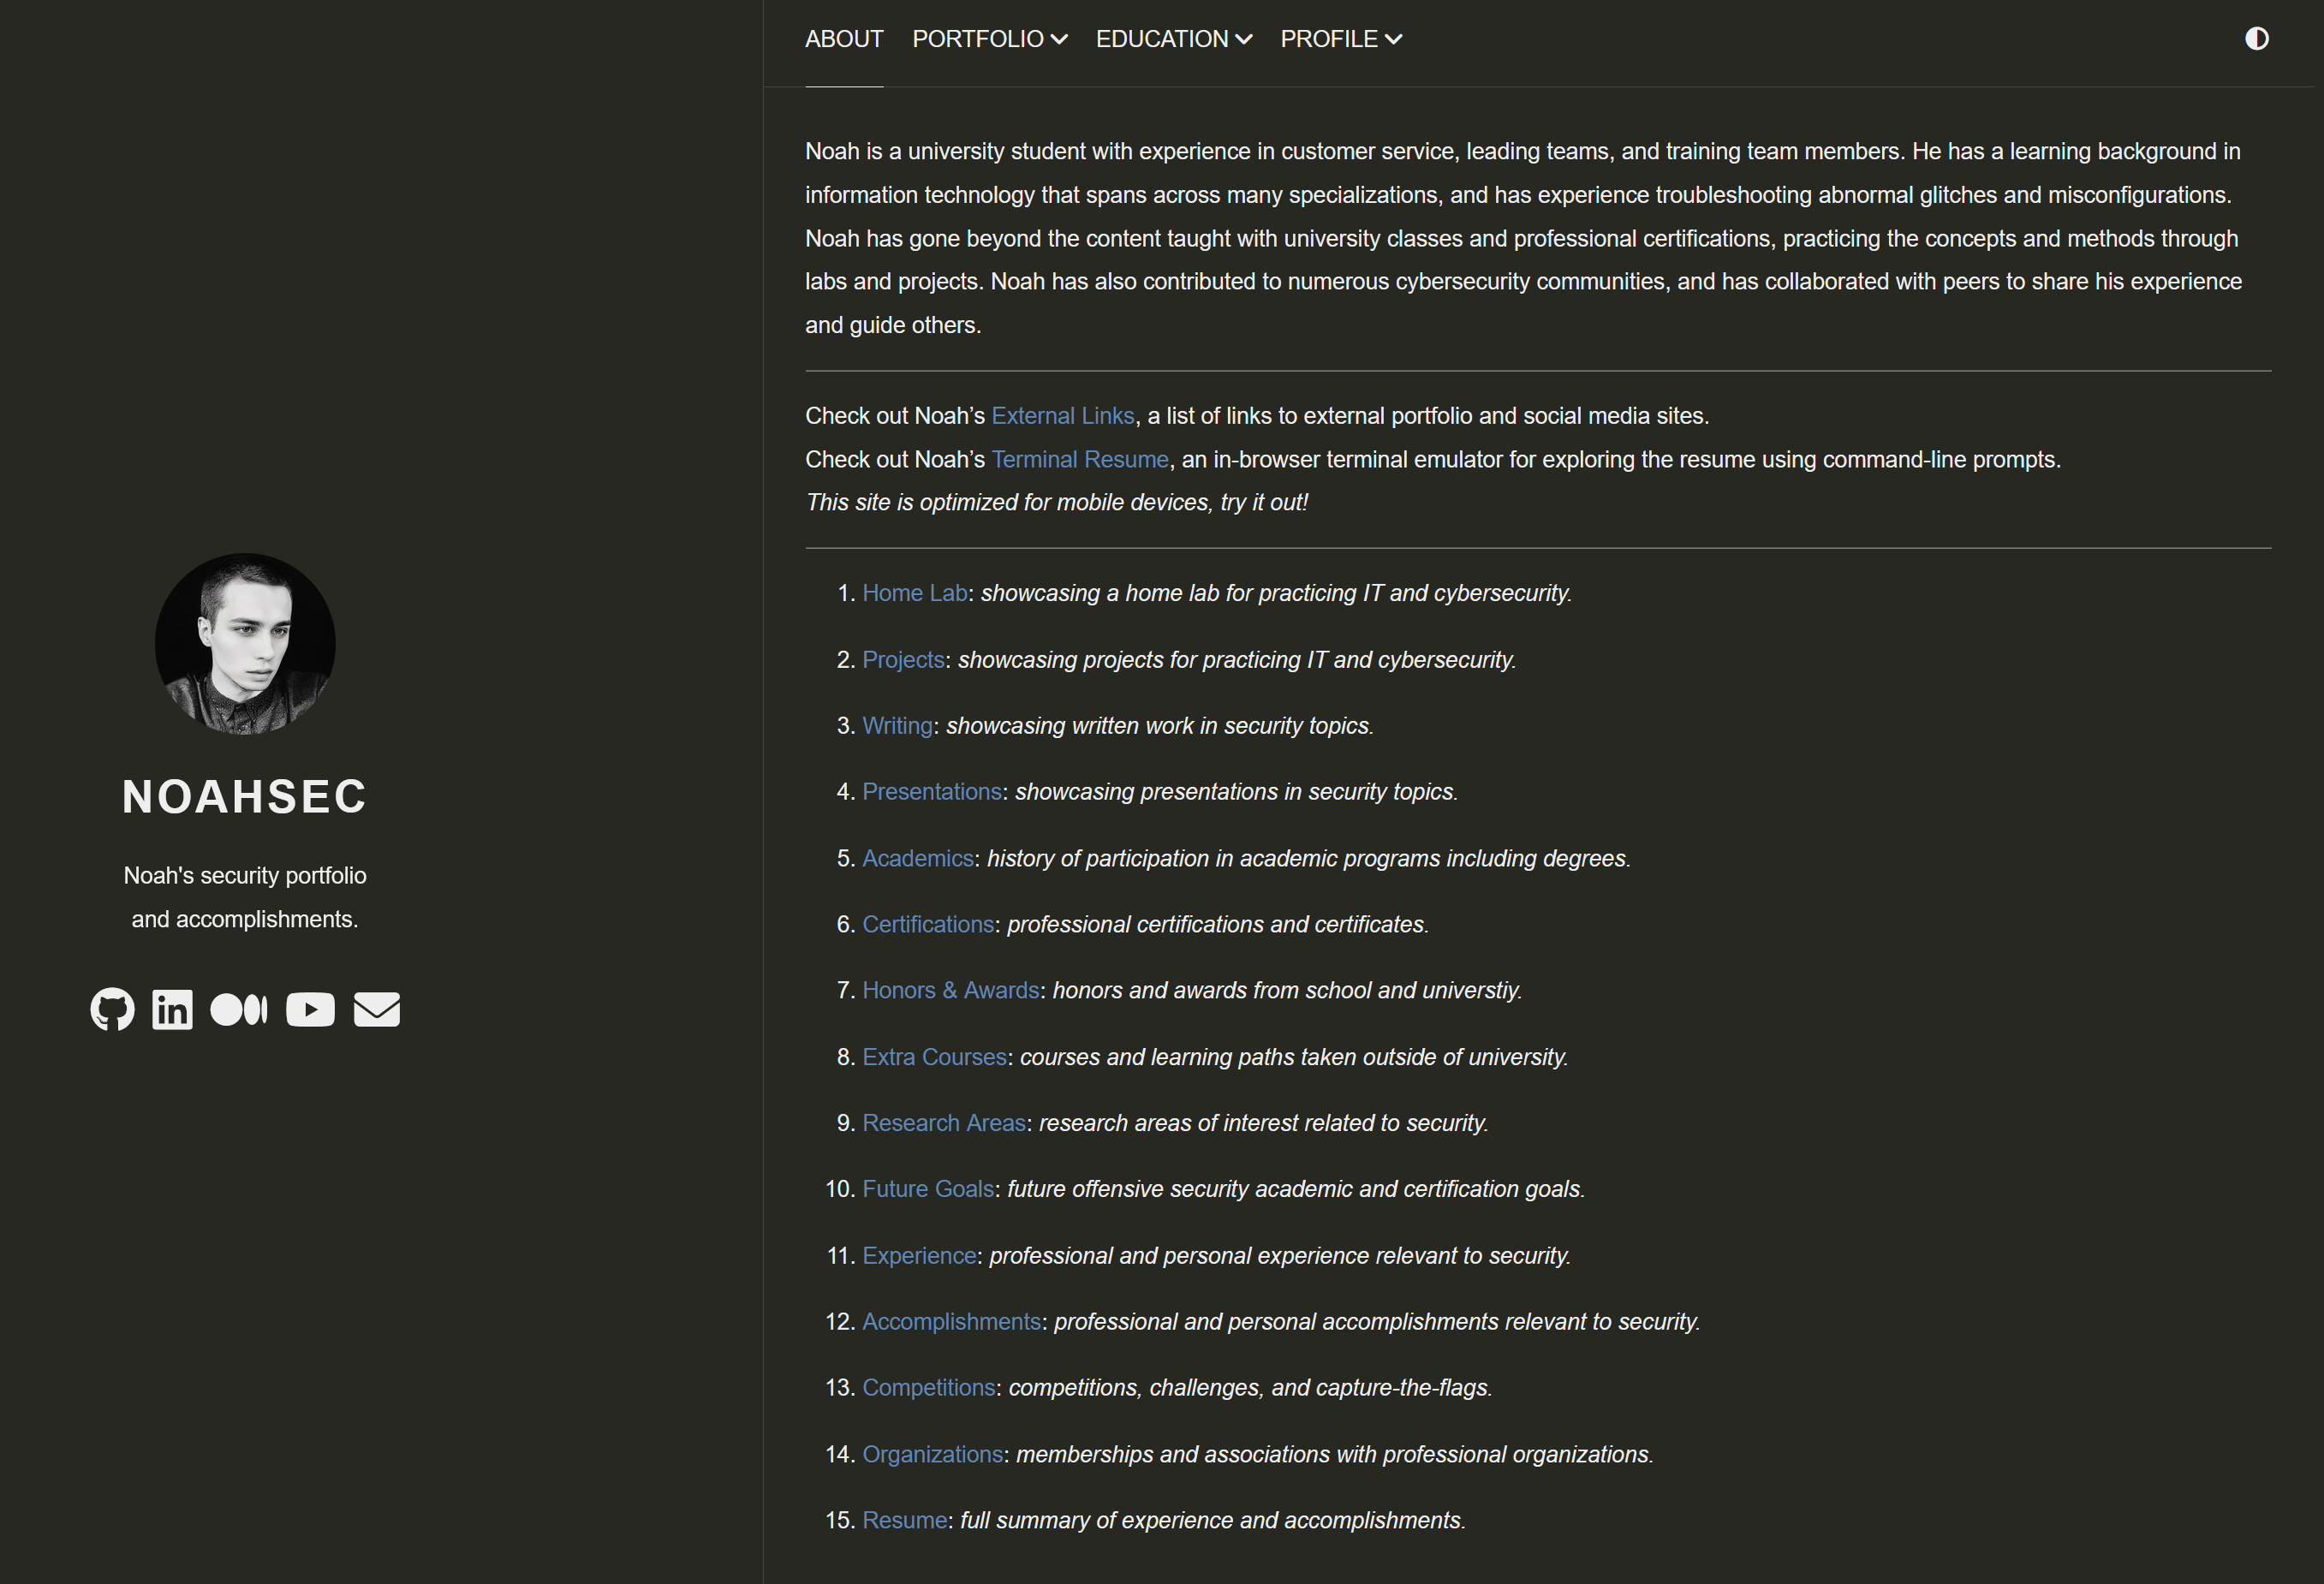 ABOUT PORTFOLIO EDUCATION PROFILE
Noah is a university student with experience in customer service, leading teams, and training team members. He has a learning background in
information technology that spans across many specializations, and has experience troubleshooting abnormal glitches and misconfigurations.
Noah has gone beyond the content taught with university classes and professional certifications, practicing the concepts and methods through
labs and projects. Noah has also contributed to numerous cybersecurity communities, and has collaborated with peers to share his experience
and guide others.
Check out Noah’s External Links, a list of links to external portfolio and social media sites.
Check out Noah’s Terminal Resume, an in-browser terminal emulator for exploring the resume using command-line prompts.
This site is optimized for mobile devices, try it out!
1. Home Lab: showcasing a home lab for practicing IT and cybersecurity.
2. Projects: showcasing projects for practicing IT and cybersecurity.
3. Writing: showcasing written work in security topics.
4. Presentations: showcasing presentations in security topics.
5. Academics: history of participation in academic programs including degrees.
6. Certifications: professional certifications and certificates.
7. Honors & Awards: honors and awards from school and universtiy.
8. Extra Courses: courses and learning paths taken outside of university.
9. Research Areas: research areas of interest related to security.
10. Future Goals: future offensive security academic and certification goals.
11. Experience: professional and personal experience relevant to security.
12. Accomplishments: professional and personal accomplishments relevant to security.
13. Competitions: competitions, challenges, and capture-the-flags.
14. Organizations: memberships and associations with professional organizations.
15. Resume: full summary of experience and accomplishments.
NOAHSEC
Noah's security portfolio
and accomplishments.
in